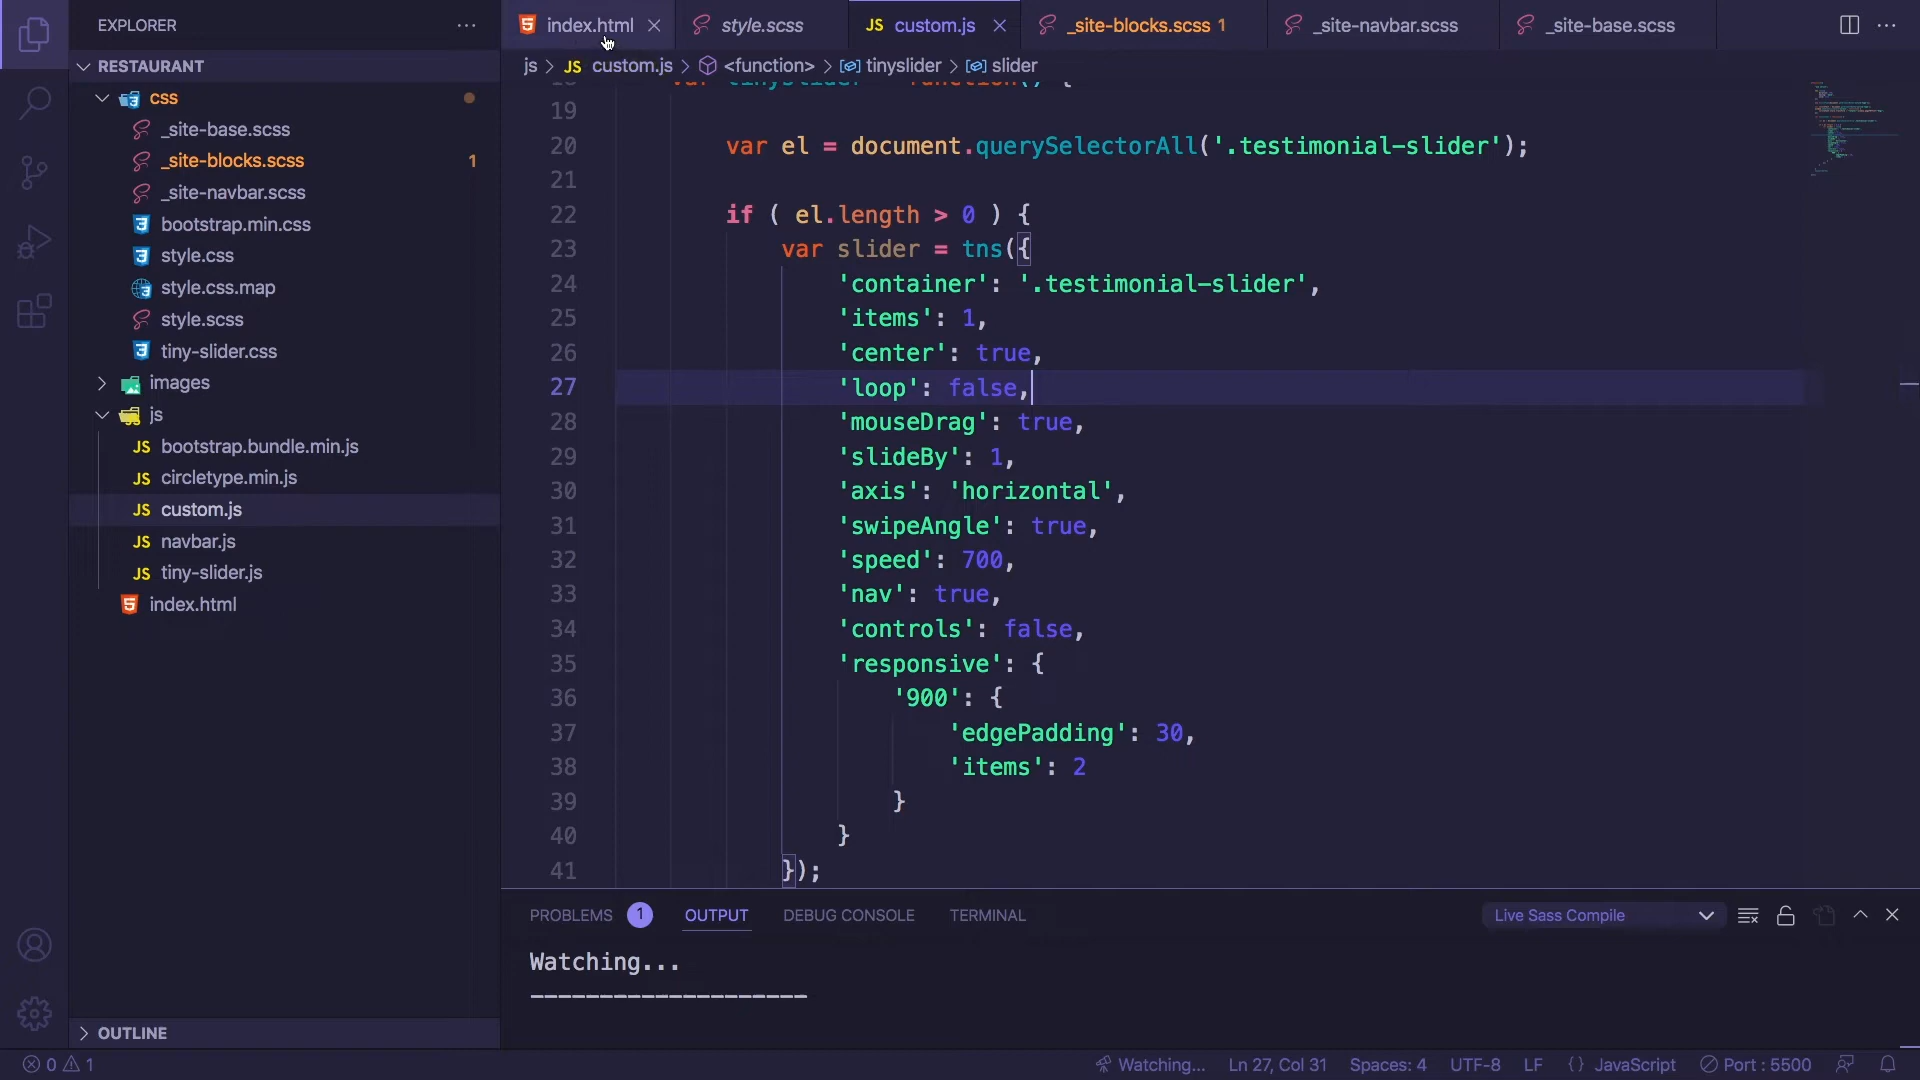 EXPLORER
RESTAURANT
css
_site-base.scss
_site-blocks.scss 1
_site-navbar.scss
bootstrap.min.css
style.css
style.css.map
style.scss
tiny-slider.css
images
js
JS bootstrap.bundle.min.js
JS circletype.min.js
JS custom.js
JS navbar.js
JS tiny-slider.js
index.html
OUTLINE
index.html style.scss JS custom.js _site-blocks.scss 1 _site-navbar.scss _site-base.scss
js > JS custom.js > <function> > tinyslider > slider
19
20 var el = document.querySelectorAll('.testimonial-slider');
21
22 if ( el.length > 0 ) {
23 var slider = tns({
24 'container': '.testimonial-slider',
25 'items': 1,
26 'center': true,
27 'loop': false,
28 'mouseDrag': true,
29 'slideBy': 1,
30 'axis': 'horizontal',
31 'swipeAngle': true,
32 'speed': 700,
33 'nav': true,
34 'controls': false,
35 'responsive': {
36 '900': {
37 'edgePadding': 30,
38 'items': 2
39 }
40 }
41 });
PROBLEMS 1 OUTPUT DEBUG CONSOLE TERMINAL Live Sass Compile
Watching...
--------------------
0 1 Watching... Ln 27, Col 31 Spaces: 4 UTF-8 LF {} JavaScript Port : 5500